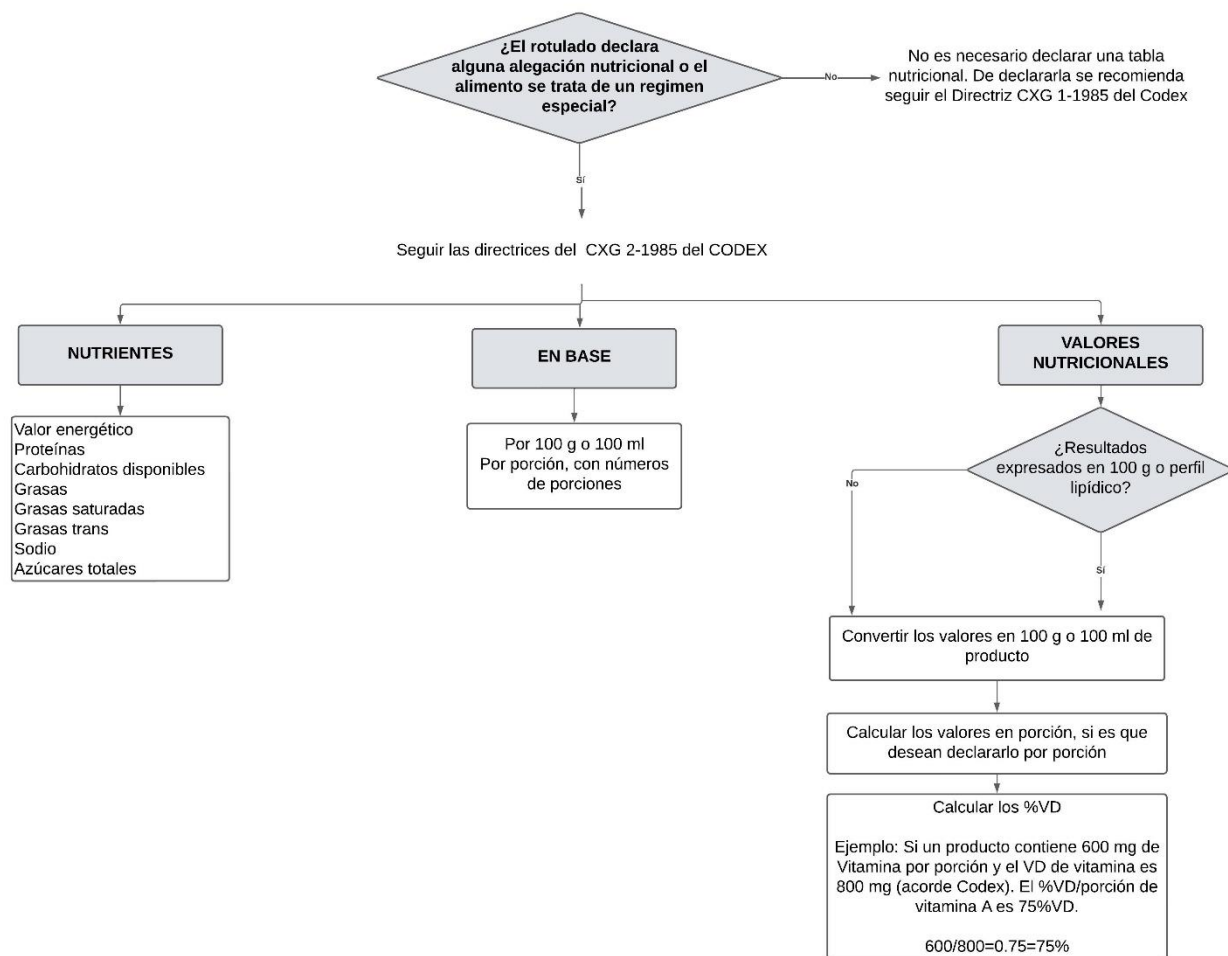 ¿El rotulado declara
alguna alegación nutricional o el
alimento se trata de un regimen
especial?
No
No es necesario declarar una tabla
nutricional. De declararla se recomienda
seguir el Directriz CXG 1-1985 del Codex
Sí
Seguir las directrices del CXG 2-1985 del CODEX
NUTRIENTES
Valor energético
Proteínas
Carbohidratos disponibles
Grasas
Grasas saturadas
Grasas trans
Sodio
Azúcares totales
EN BASE
Por 100 g o 100 ml
Por porción, con números
de porciones
VALORES
NUTRICIONALES
¿Resultados
expresados en 100 g o perfil
lipídico?
No
Sí
Convertir los valores en 100 g o 100 ml de
producto
Calcular los valores en porción, si es que
desean declararlo por porción
Calcular los %VD
Ejemplo: Si un producto contiene 600 mg de
Vitamina por porción y el VD de vitamina es
800 mg (acorde Codex). El %VD/porción de
vitamina A es 75%VD.
600/800=0.75=75%